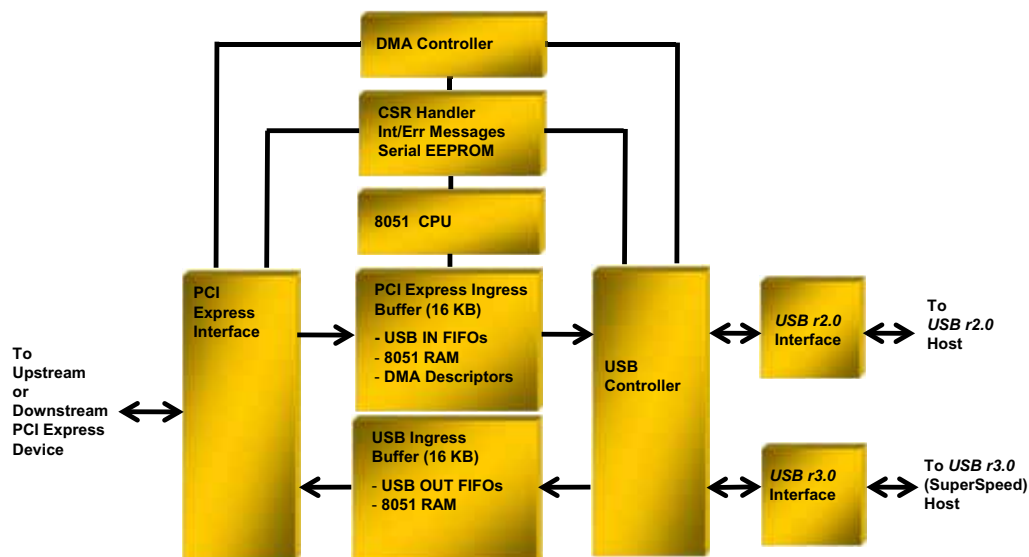 DMA Controller
CSR Handler
Int/Err Messages
Serial EEPROM
8051 CPU
PCI
Express
Interface
PCI Express Ingress
Buffer (16 KB)
- USB IN FIFOs
- 8051 RAM
- DMA Descriptors
USB
Controller
USB r2.0
Interface
To
USB r2.0
Host
To
Upstream
or
Downstream
PCI Express
Device
USB Ingress
Buffer (16 KB)
- USB OUT FIFOs
- 8051 RAM
USB r3.0
Interface
To USB r3.0
(SuperSpeed)
Host